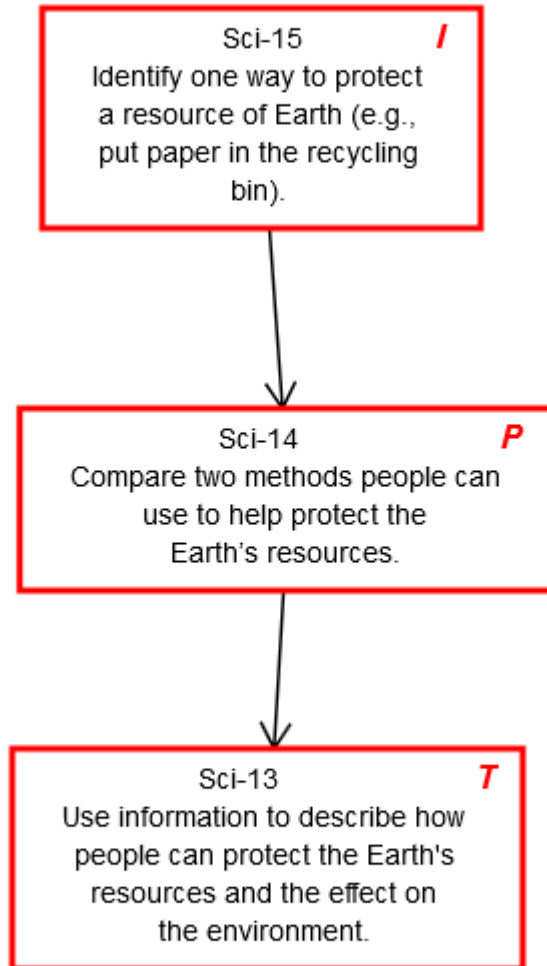 Sci-15 I
Identify one way to protect
a resource of Earth (e.g.,
put paper in the recycling
bin).
Sci-14 P
Compare two methods people can
use to help protect the
Earth’s resources.
Sci-13 T
Use information to describe how
people can protect the Earth's
resources and the effect on
the environment.